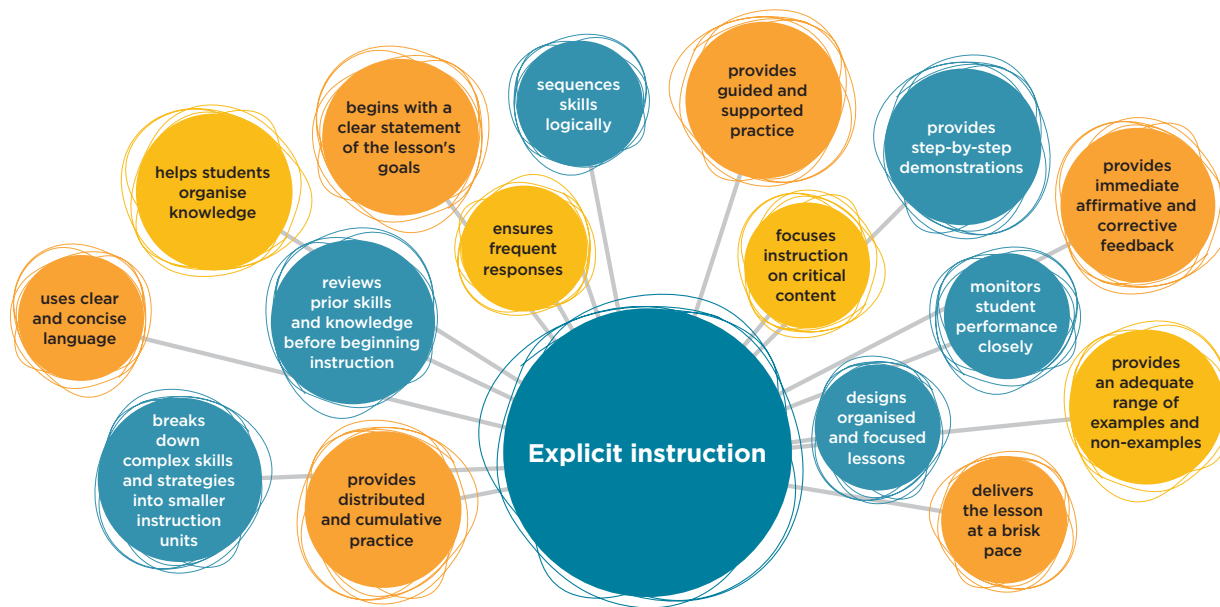 sequences
skills
logically
provides
guided and
supported
practice
begins with a
clear statement
of the lesson's
goals
provides
step-by-step
demonstrations
helps students
organise
knowledge
provides
immediate
affirmative and
corrective
feedback
ensures
frequent
responses
focuses
instruction
on critical
content
uses clear
and concise
language
reviews
prior skills
and knowledge
before beginning
instruction
monitors
student
performance
closely
provides
an adequate
range of
examples and
non-examples
breaks
down
complex skills
and strategies
into smaller
instruction
units
provides
distributed
and cumulative
practice
Explicit instruction
designs
organised
and focused
lessons
delivers
the lesson
at a brisk
pace